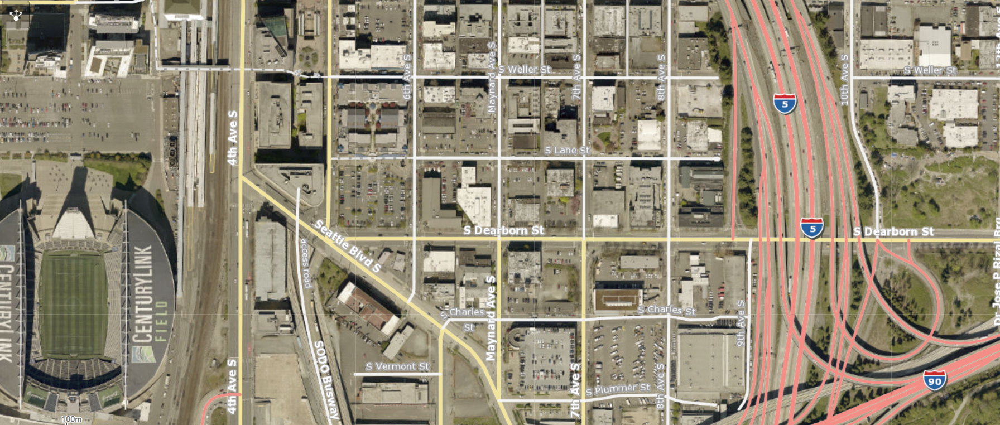 6th Ave S
Maynard Ave S
S Weller St
7th Ave S
8th Ave S
10th Ave S
S Weller St
5
4th Ave S
S Lane St
5
Seattle Blvd S
S Dearborn St
S Dearborn St
access road
CENTURYLINK
CENTURYLINK
FIELD
Maynard Ave S
S Charles
St
S Charles St
9th Ave S
Dr. Jose P Rizal Brg
SODO Busway
4th Ave S
S Vermont St
7th Ave S
S Plummer St
8th Ave S
90
100m